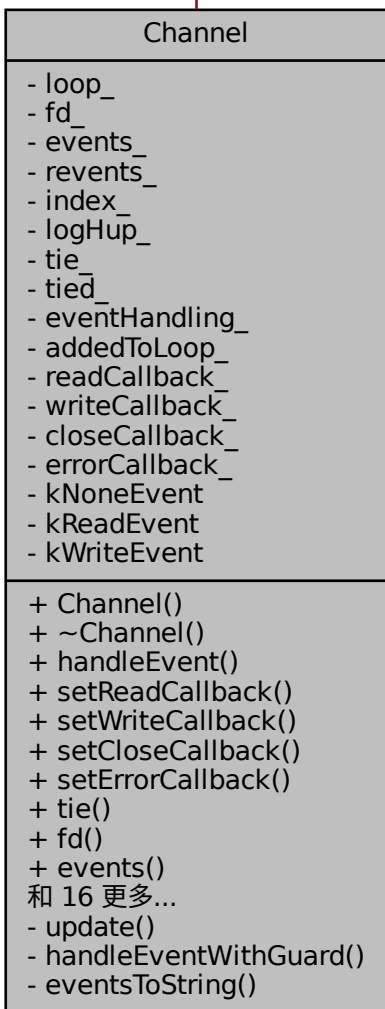 Channel
- loop_
- fd_
- events_
- revents_
- index_
- logHup_
- tie_
- tied_
- eventHandling_
- addedToLoop_
- readCallback_
- writeCallback_
- closeCallback_
- errorCallback_
- kNoneEvent
- kReadEvent
- kWriteEvent
+ Channel()
+ ~Channel()
+ handleEvent()
+ setReadCallback()
+ setWriteCallback()
+ setCloseCallback()
+ setErrorCallback()
+ tie()
+ fd()
+ events()
和 16 更多...
- update()
- handleEventWithGuard()
- eventsToString()